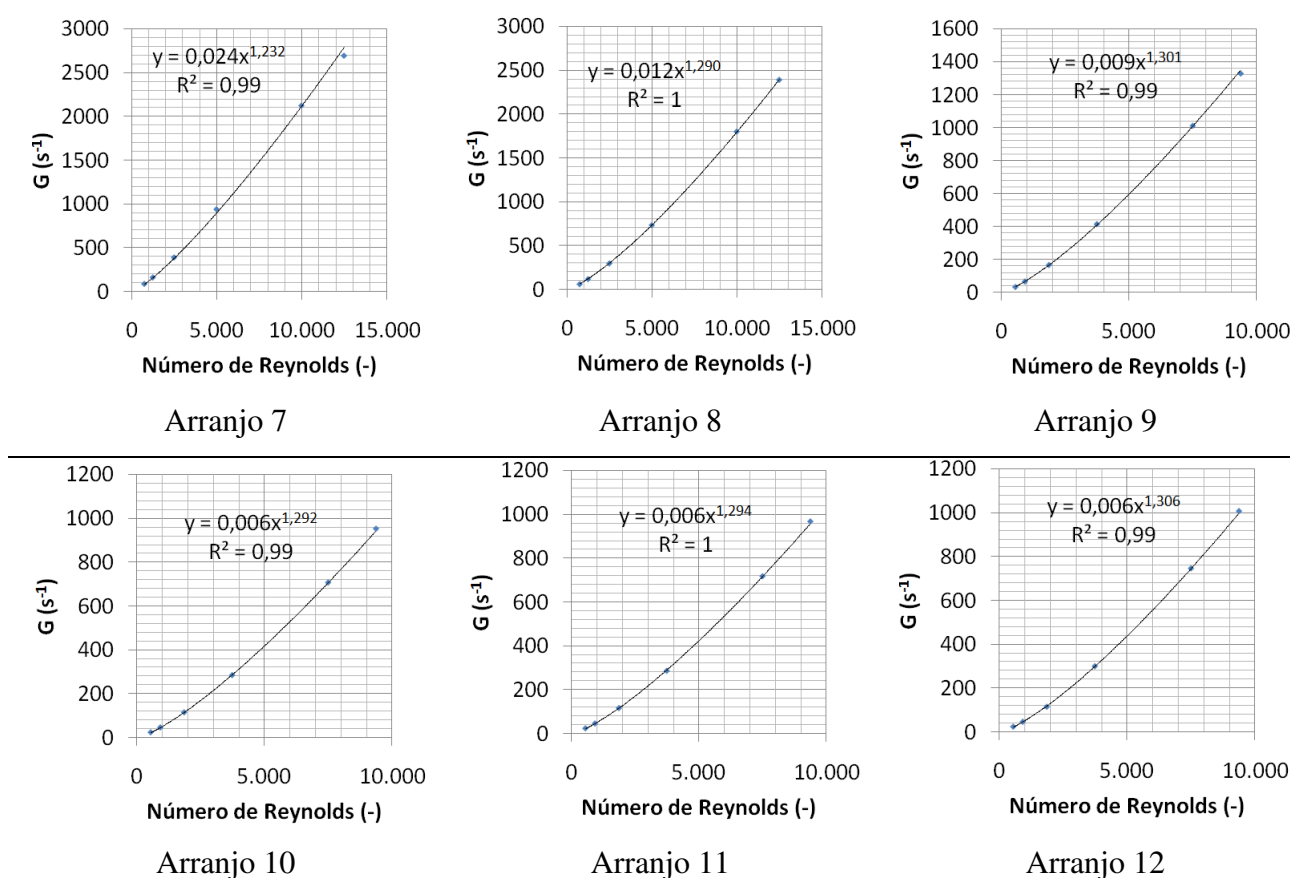 3000
2500
2000
1500
1000
500
0
G (s⁻¹)
y = 0,024x^1,232
R² = 0,99
0 5.000 10.000 15.000
Número de Reynolds (-)
Arranjo 7
3000
2500
2000
1500
1000
500
0
G (s⁻¹)
y = 0,012x^1,290
R² = 1
0 5.000 10.000 15.000
Número de Reynolds (-)
Arranjo 8
1600
1400
1200
1000
800
600
400
200
0
G (s⁻¹)
y = 0,009x^1,301
R² = 0,99
0 5.000 10.000
Número de Reynolds (-)
Arranjo 9
1200
1000
800
600
400
200
0
G (s⁻¹)
y = 0,006x^1,292
R² = 0,99
0 5.000 10.000
Número de Reynolds (-)
Arranjo 10
1200
1000
800
600
400
200
0
G (s⁻¹)
y = 0,006x^1,294
R² = 1
0 5.000 10.000
Número de Reynolds (-)
Arranjo 11
1200
1000
800
600
400
200
0
G (s⁻¹)
y = 0,006x^1,306
R² = 0,99
0 5.000 10.000
Número de Reynolds (-)
Arranjo 12